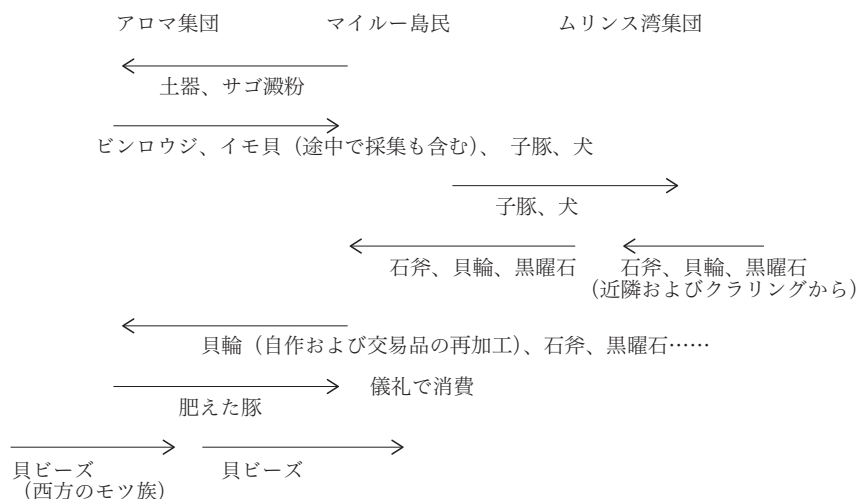 アロマ集団 マイルー島民 ムリンス湾集団
土器、サゴ澱粉
ビンロウジ、イモ貝（途中で採集も含む）、 子豚、犬
子豚、犬
石斧、貝輪、黒曜石 石斧、貝輪、黒曜石
（近隣およびクラリングから）
貝輪（自作および交易品の再加工）、石斧、黒曜石……
儀礼で消費
肥えた豚
貝ビーズ 貝ビーズ
（西方のモツ族）